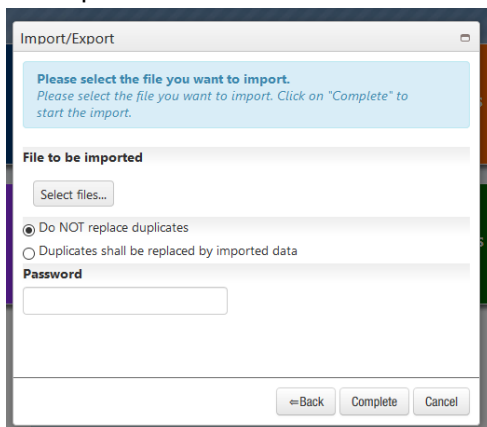 Import/Export
Please select the file you want to import.
Please select the file you want to import. Click on "Complete" to
start the import.
File to be imported
Select files...
Do NOT replace duplicates
Duplicates shall be replaced by imported data
Password
⇐Back Complete Cancel